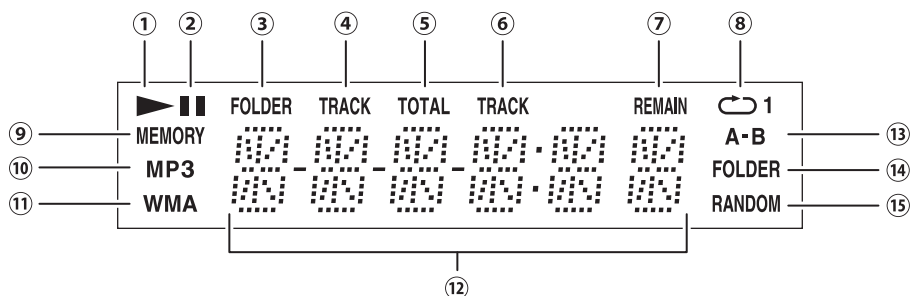 ① ② ③ ④ ⑤ ⑥ ⑦ ⑧
FOLDER TRACK TOTAL TRACK REMAIN 1
⑨ MEMORY A-B ⑬
⑩ MP3 FOLDER ⑭
⑪ WMA RANDOM ⑮
⑫